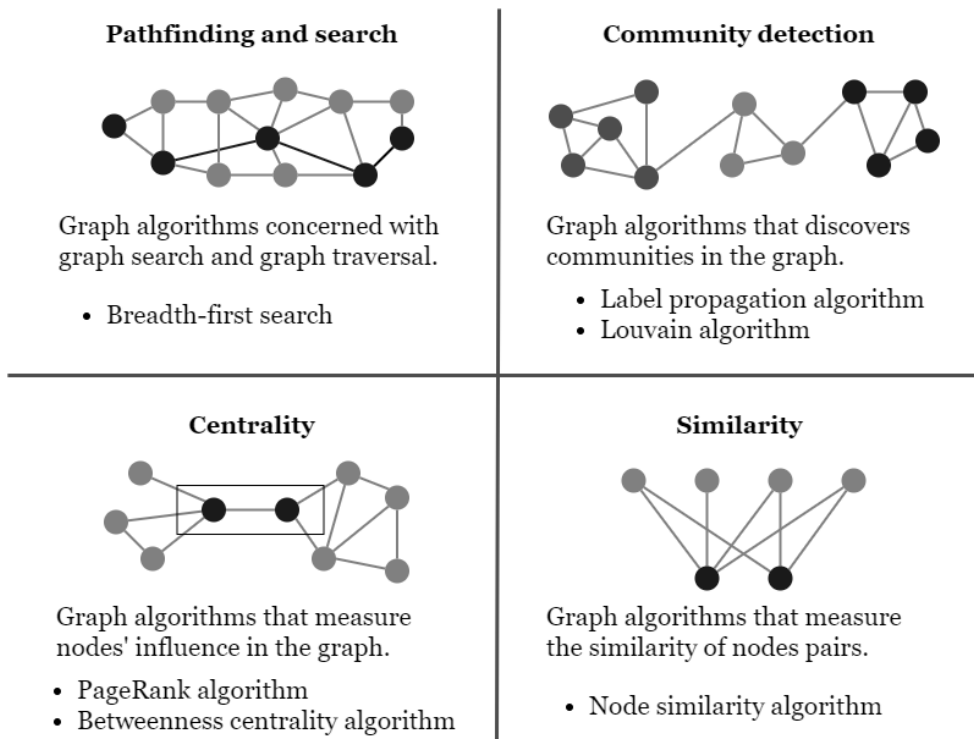 Pathfinding and search
Graph algorithms concerned with
graph search and graph traversal.
• Breadth-first search
Community detection
Graph algorithms that discovers
communities in the graph.
• Label propagation algorithm
• Louvain algorithm
Centrality
Graph algorithms that measure
nodes' influence in the graph.
• PageRank algorithm
• Betweenness centrality algorithm
Similarity
Graph algorithms that measure
the similarity of nodes pairs.
• Node similarity algorithm